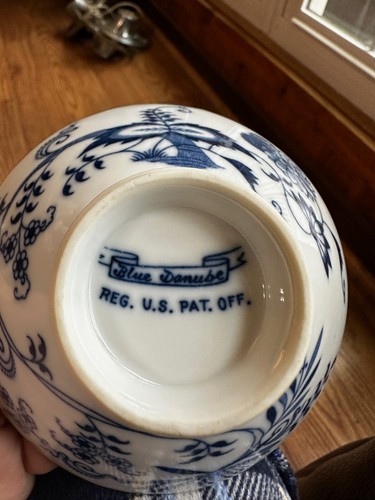 Blue Danube
REG. U.S. PAT. OFF.